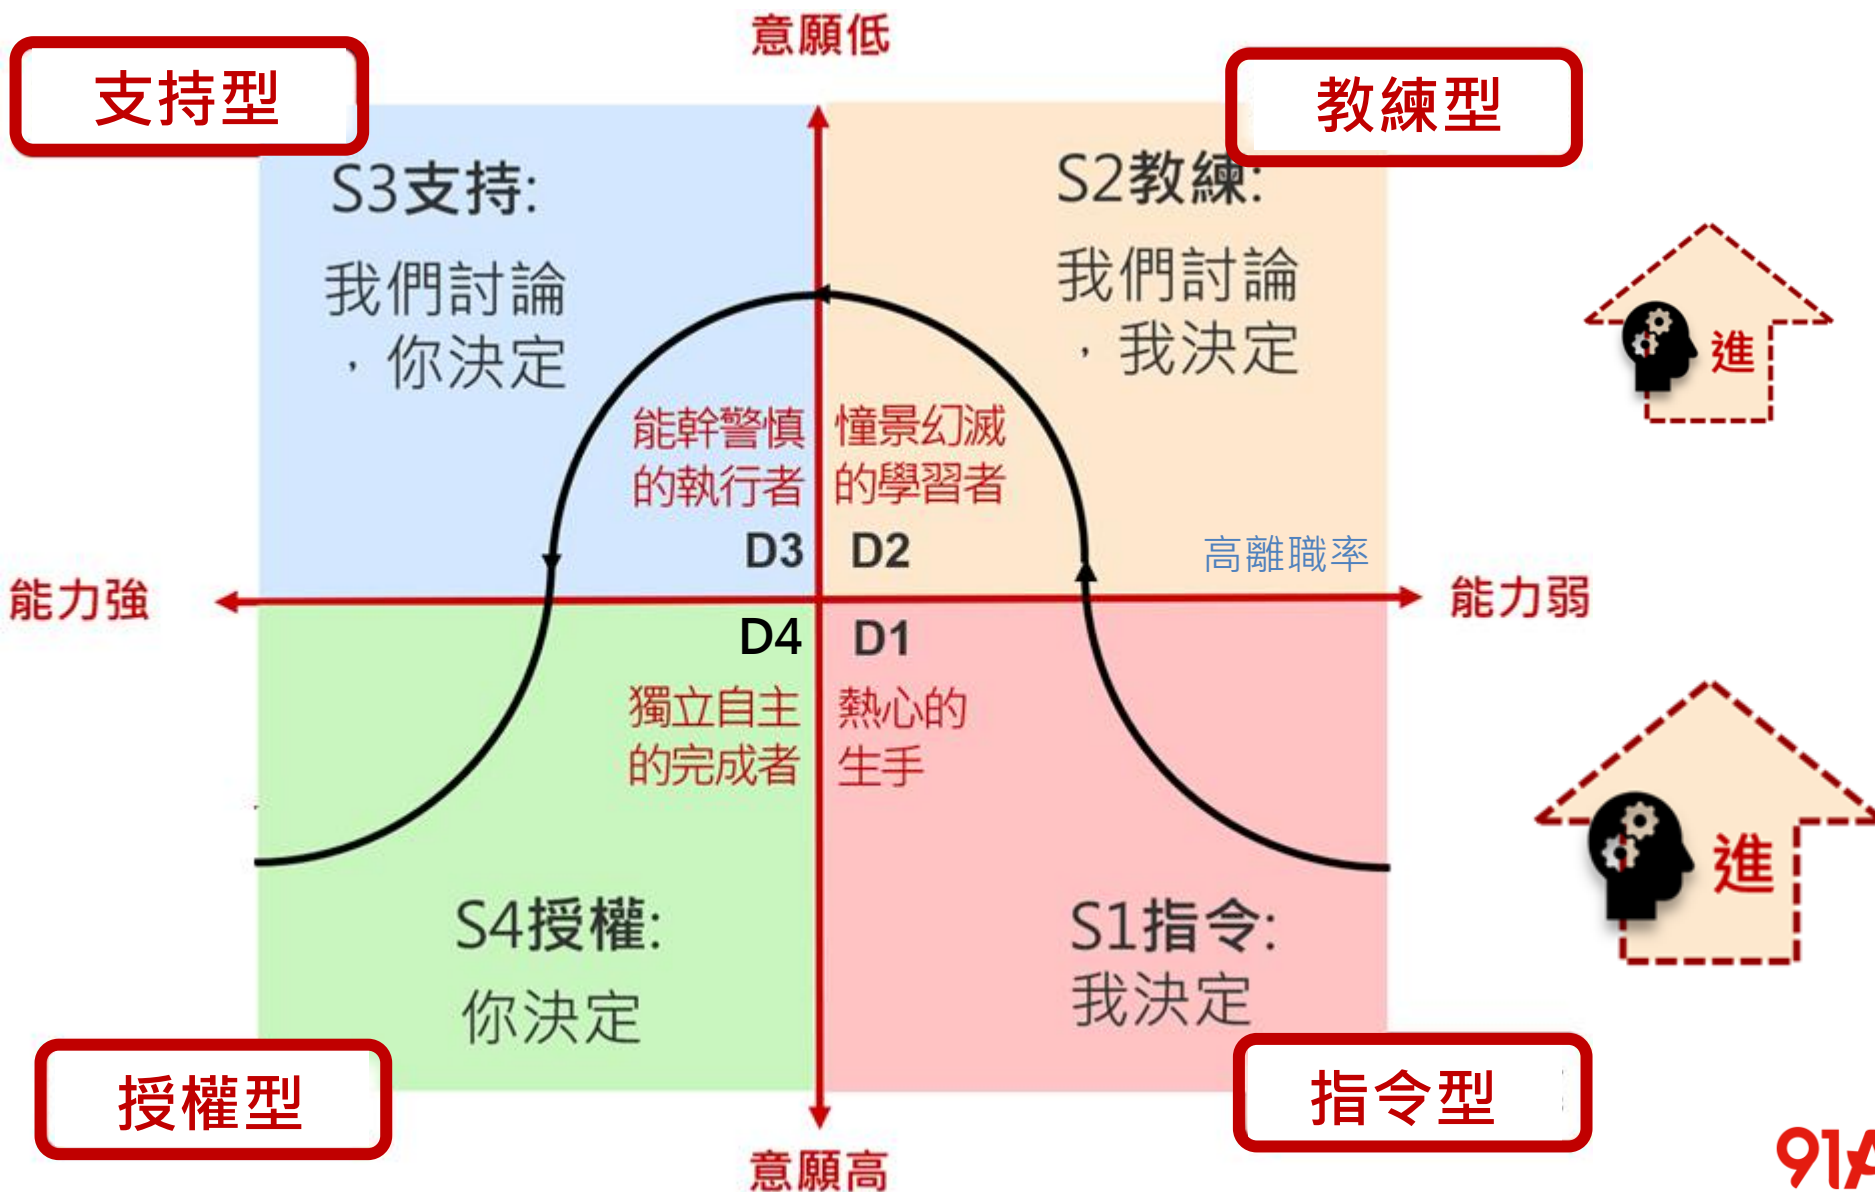 意願低
支持型
教練型
S3支持:
我們討論
，你決定
S2教練:
我們討論
，我決定
能幹警慎
的執行者
憧景幻滅
的學習者
D3
D2
高離職率
能力強
能力弱
D4
D1
獨立自主
的完成者
熱心的
生手
S4授權:
你決定
S1指令:
我決定
進
進
授權型
指令型
意願高
91A